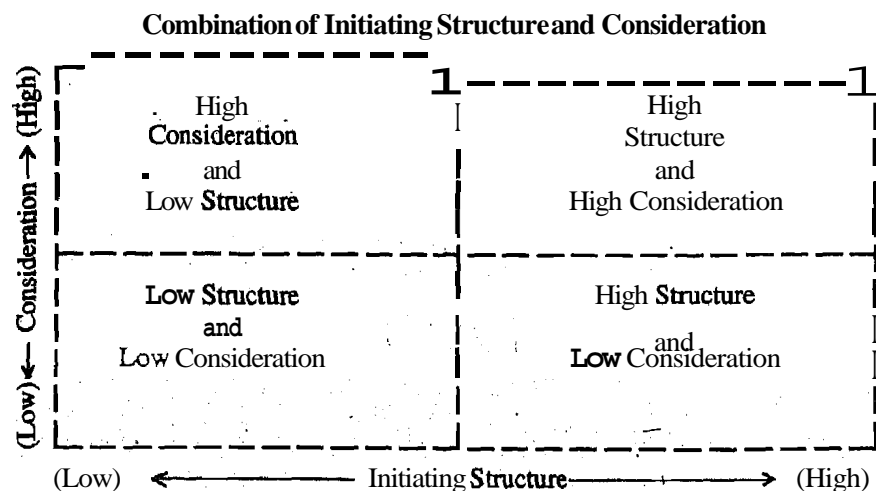 Combination of Initiating Structure and Consideration
High
Consideration
and
Low Structure
High
Structure
and
High Consideration
Low Structure
and
Low Consideration
High Structure
and
Low Consideration
(Low) Consideration (High)
(Low) Initiating Structure (High)